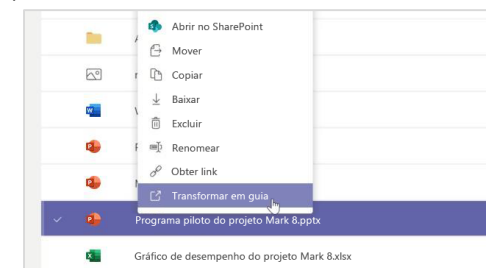 Abrir no SharePoint
Mover
Copiar
Baixar
Excluir
Renomear
Obter link
Transformar em guia
Programa piloto do projeto Mark 8.pptx
Gráfico de desempenho do projeto Mark 8.xlsx